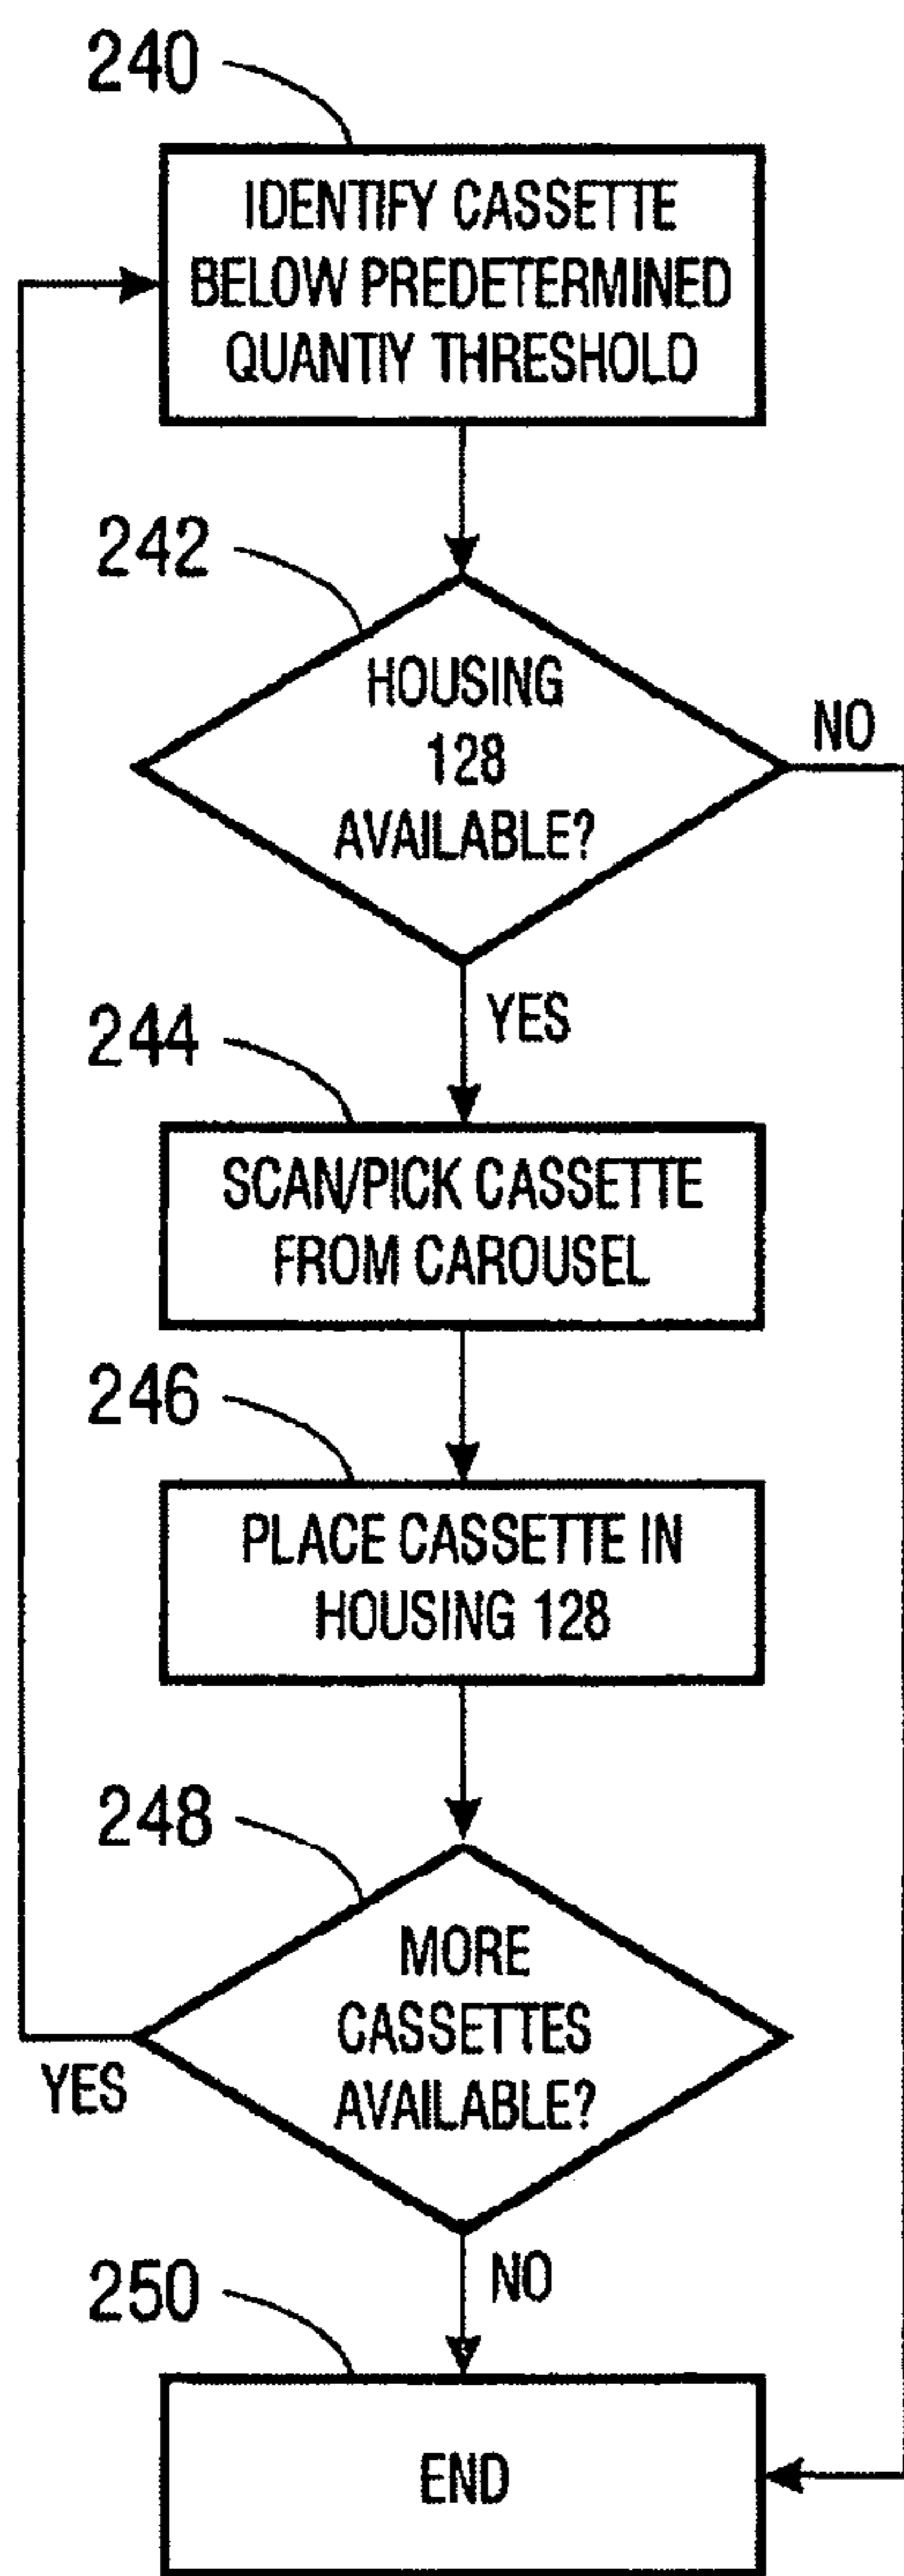 240
IDENTIFY CASSETTE
BELOW PREDETERMINED
QUANTIY THRESHOLD
242
HOUSING
128
AVAILABLE?
NO
YES
244
SCAN/PICK CASSETTE
FROM CAROUSEL
246
PLACE CASSETTE IN
HOUSING 128
248
MORE
CASSETTES
AVAILABLE?
YES
NO
250
END